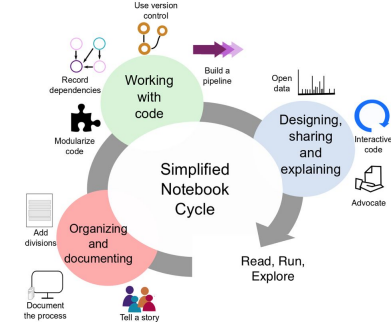 Use version
control
Record
dependencies
Working
with
code
Build a
pipeline
Modularize
code
Open
data
Designing,
sharing
and
explaining
Interactive
code
Advocate
Simplified
Notebook
Cycle
Add
divisions
Organizing
and
documenting
Document
the process
Tell a story
Read, Run,
Explore